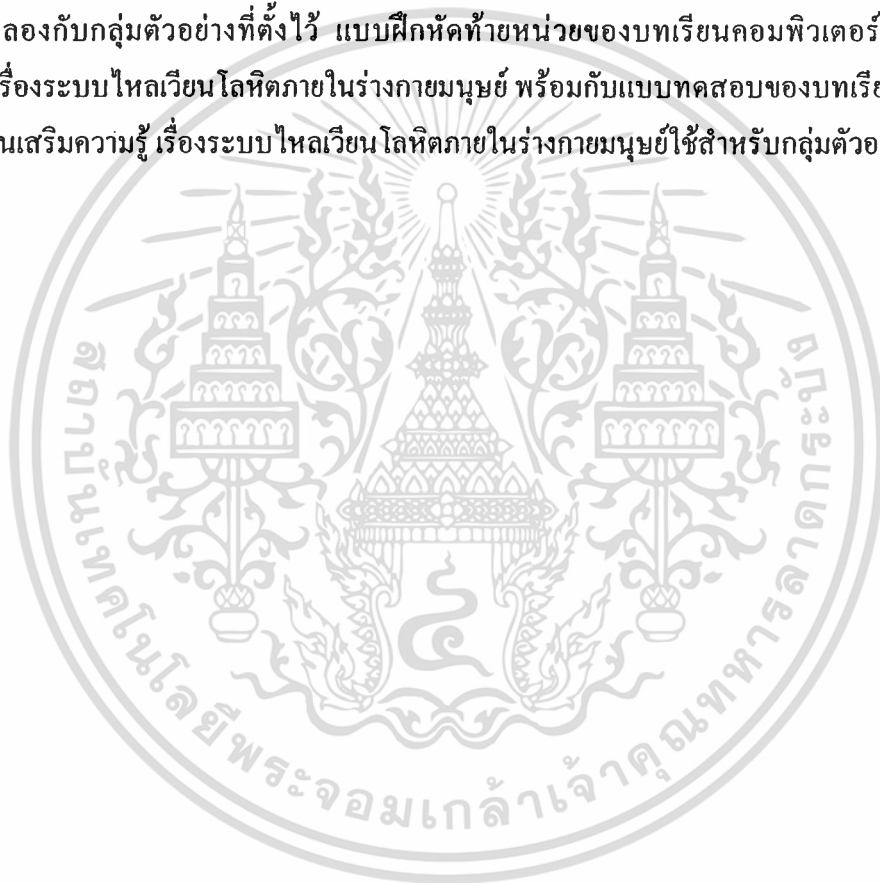 ลองกับกลุ่มตัวอย่างที่ตั้งไว้ แบบฝึกหัดท้ายหน่วยของบทเรียนคอมพิวเตอร์
รื่องระบบไหลเวียนโลหิตภายในร่างกายมนุษย์ พร้อมกับแบบทดสอบของบทเรีย
นเสริมความรู้ เรื่องระบบไหลเวียนโลหิตภายในร่างกายมนุษย์ใช้สำหรับกลุ่มตัวอ
สถาบันเทคโนโลยีพระจอมเกล้าเจ้าคุณทหารลาดกระบัง